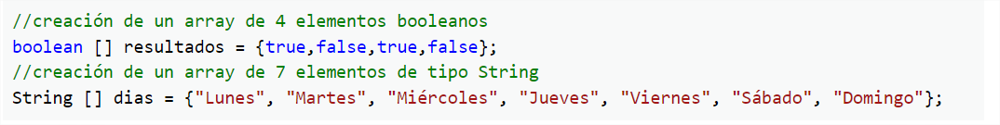 //creación de un array de 4 elementos booleanos
boolean [] resultados = {true,false,true,false};
//creación de un array de 7 elementos de tipo String
String [] dias = {"Lunes", "Martes", "Miércoles", "Jueves", "Viernes", "Sábado", "Domingo"};